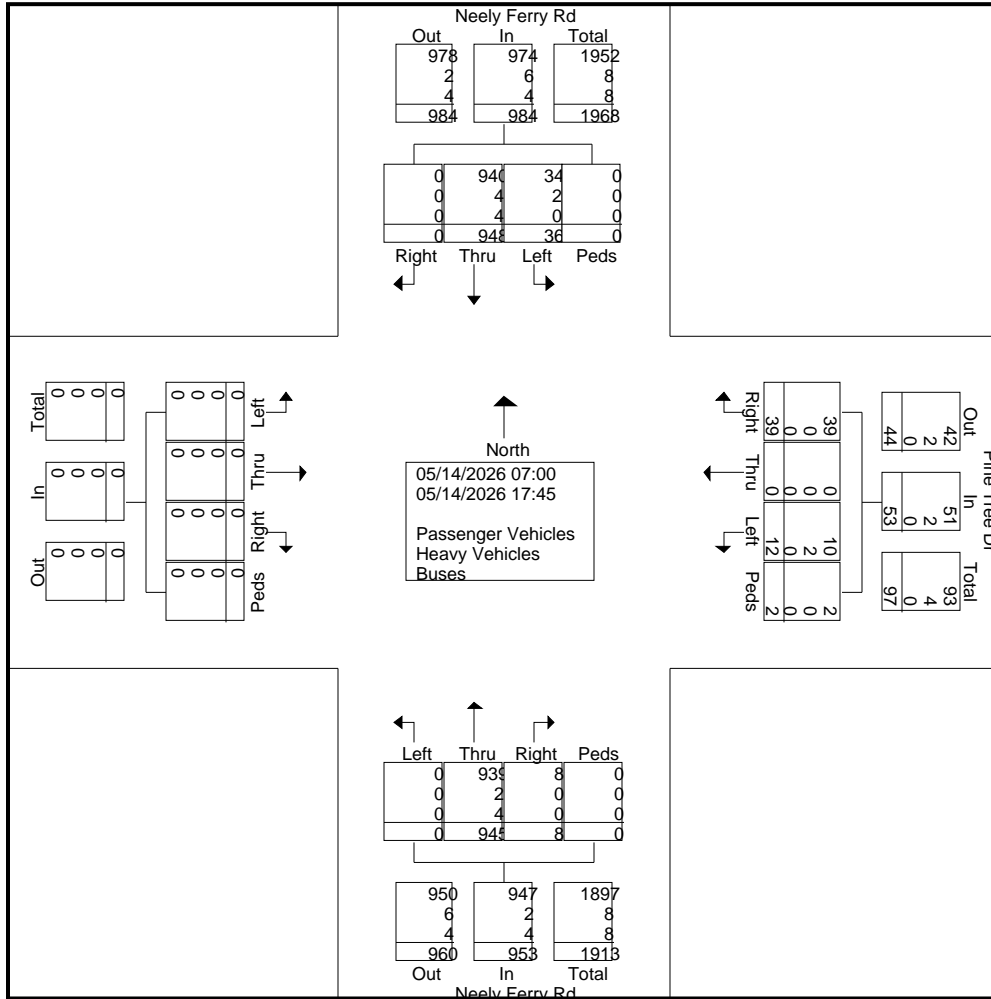 Neely Ferry Rd
Out In Total
978 974 1952
2 6 8
4 4 8
984 984 1968
0 940 34 0
0 4 2 0
0 4 0 0
0 948 36 0
Right Thru Left Peds
Total
0 0 0 0
In
0 0 0 0
Out
0 0 0 0
Left
0 0 0 0
Thru
0 0 0 0
Right
0 0 0 0
Peds
0 0 0 0
North
05/14/2026 07:00
05/14/2026 17:45
Passenger Vehicles
Heavy Vehicles
Buses
Right
39 0 0 39
Thru
0 0 0 0
Left
10 2 0 12
Peds
2 0 0 2
Out
42 2 0 44
In
51 2 0 53
Total
93 4 0 97
Pine Tree Dr
Left Thru Right Peds
0 939 8 0
0 2 0 0
0 4 0 0
0 945 8 0
950 947 1897
6 2 8
4 4 8
960 953 1913
Out In Total
Neely Ferry Rd